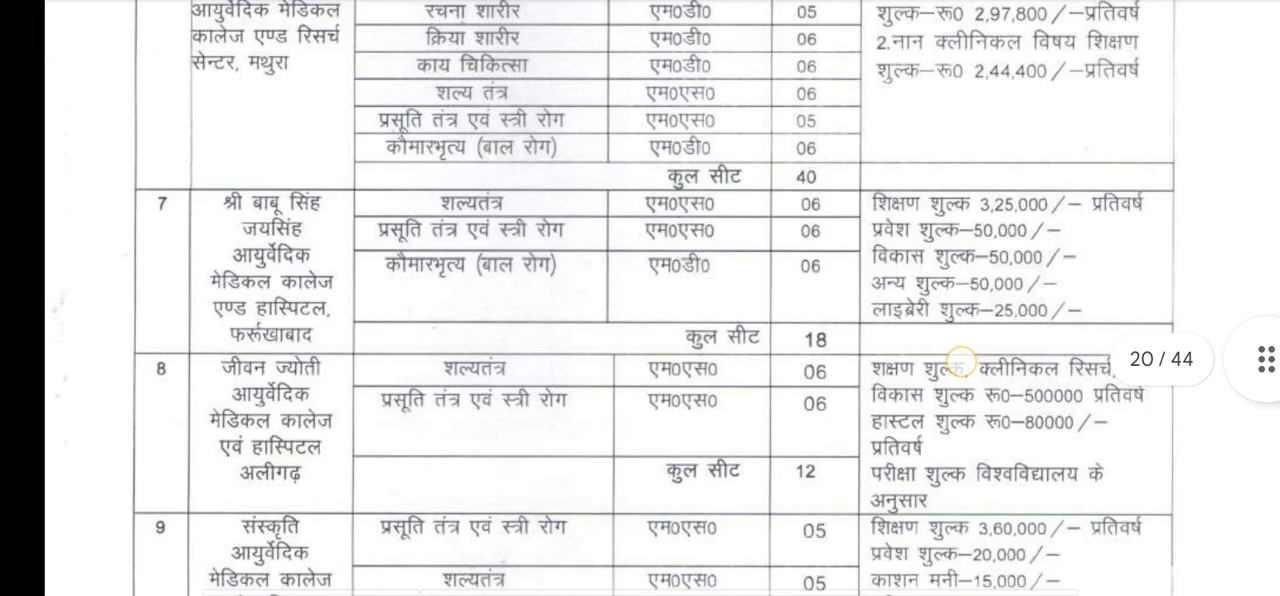 आयुर्वेदिक मेडिकल
कालेज एण्ड रिसर्च
सेन्टर, मथुरा
रचना शारीर एम0डी0 05
क्रिया शारीर एम0डी0 06
काय चिकित्सा एम0डी0 06
शल्य तंत्र एम0एस0 06
प्रसूति तंत्र एवं स्त्री रोग एम0एस0 05
कौमारभृत्य (बाल रोग) एम0डी0 06
कुल सीट 40
शुल्क–रू0 2,97,800/–प्रतिवर्ष
2.नान क्लीनिकल विषय शिक्षण
शुल्क–रू0 2,44,400/–प्रतिवर्ष
7
श्री बाबू सिंह
जयसिंह
आयुर्वेदिक
मेडिकल कालेज
एण्ड हास्पिटल,
फर्रूखाबाद
शल्यतंत्र एम0एस0 06
प्रसूति तंत्र एवं स्त्री रोग एम0एस0 06
कौमारभृत्य (बाल रोग) एम0डी0 06
कुल सीट 18
शिक्षण शुल्क 3,25,000/– प्रतिवर्ष
प्रवेश शुल्क–50,000/–
विकास शुल्क–50,000/–
अन्य शुल्क–50,000/–
लाइब्रेरी शुल्क–25,000/–
8
जीवन ज्योती
आयुर्वेदिक
मेडिकल कालेज
एवं हास्पिटल
अलीगढ़
शल्यतंत्र एम0एस0 06
प्रसूति तंत्र एवं स्त्री रोग एम0एस0 06
कुल सीट 12
शक्षण शुल्क, क्लीनिकल रिसर्च,
विकास शुल्क रू0–500000 प्रतिवर्ष
हास्टल शुल्क रू0–80000/–
प्रतिवर्ष
परीक्षा शुल्क विश्वविद्यालय के
अनुसार
20 / 44
9
संस्कृति
आयुर्वेदिक
मेडिकल कालेज
प्रसूति तंत्र एवं स्त्री रोग एम0एस0 05
शल्यतंत्र एम0एस0 05
शिक्षण शुल्क 3,60,000/– प्रतिवर्ष
प्रवेश शुल्क–20,000/–
काशन मनी–15,000/–